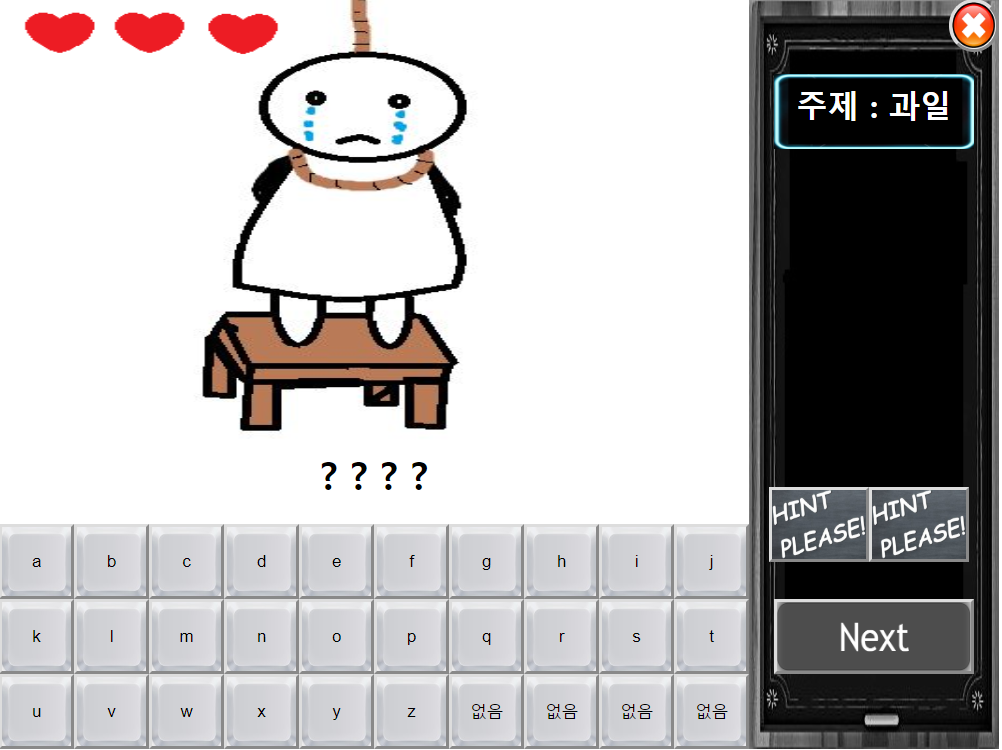 주제 : 과일
? ? ? ?
a b c d e f g h i j
k l m n o p q r s t
u v w x y z 없음 없음 없음 없음
HINT PLEASE! HINT PLEASE!
Next